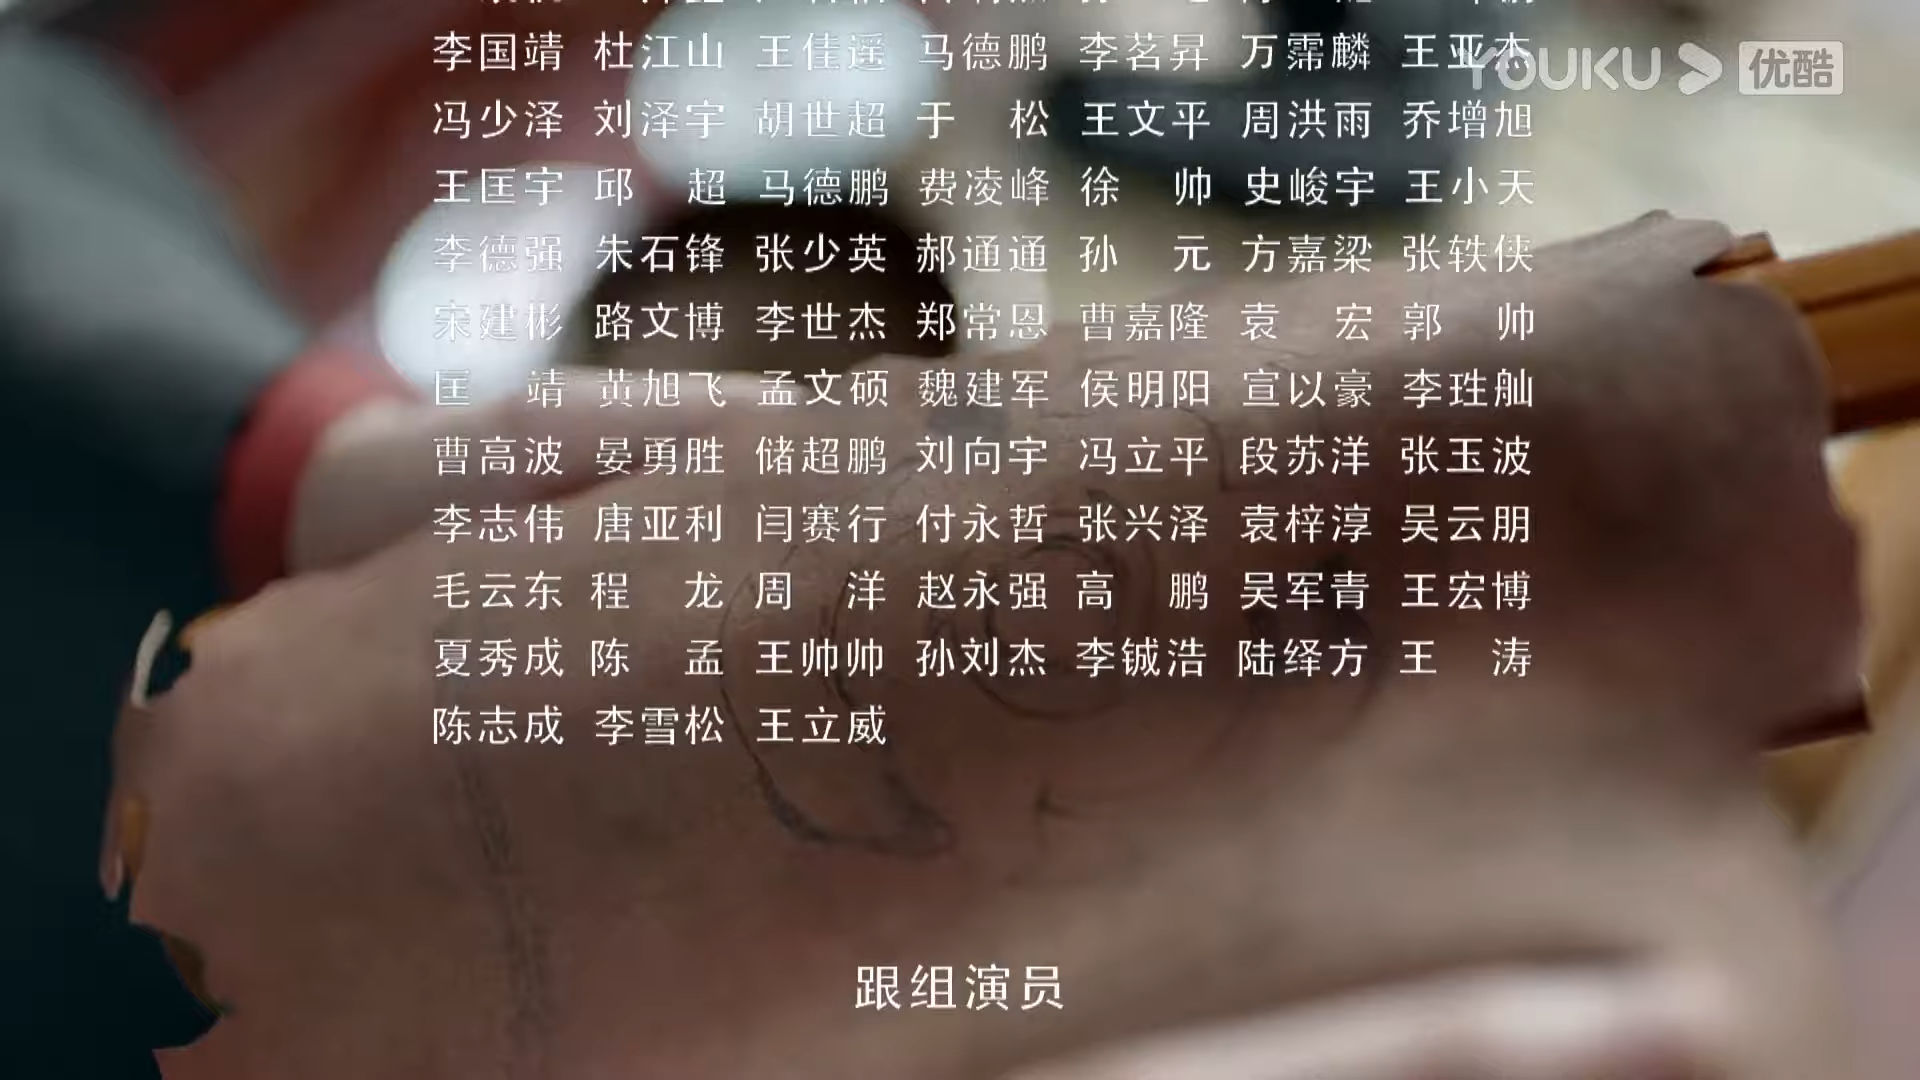 李国靖 杜江山 王佳遥 马德鹏 李茗昇 万霈麟 王亚杰
YOUKU 优酷
冯少泽 刘泽宇 胡世超 于 松 王文平 周洪雨 乔增旭
王匡宇 邱 超 马德鹏 费凌峰 徐 帅 史峻宇 王小天
李德强 朱石锋 张少英 郝通通 孙 元 方嘉梁 张轶侠
宋建彬 路文博 李世杰 郑常恩 曹嘉隆 袁 宏 郭 帅
匡 靖 黄旭飞 孟文硕 魏建军 侯明阳 宣以豪 李珄舢
曹高波 晏勇胜 储超鹏 刘向宇 冯立平 段苏洋 张玉波
李志伟 唐亚利 闫赛行 付永哲 张兴泽 袁梓淳 吴云朋
毛云东 程 龙 周 洋 赵永强 高 鹏 吴军青 王宏博
夏秀成 陈 孟 王帅帅 孙刘杰 李铖浩 陆绎方 王 涛
陈志成 李雪松 王立威
跟组演员